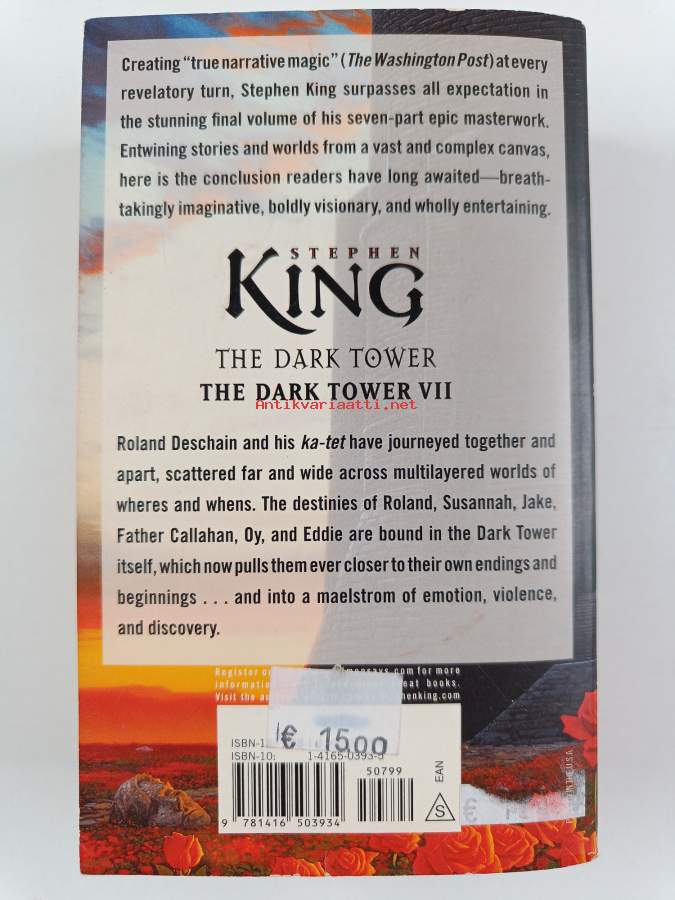 Creating “true narrative magic” (The Washington Post) at every
revelatory turn, Stephen King surpasses all expectation in
the stunning final volume of his seven-part epic masterwork.
Entwining stories and worlds from a vast and complex canvas,
here is the conclusion readers have long awaited—breath-
takingly imaginative, boldly visionary, and wholly entertaining.
STEPHEN
KING
THE DARK TOWER
THE DARK TOWER VII
Antikvariaatti.net
Roland Deschain and his ka-tet have journeyed together and
apart, scattered far and wide across multilayered worlds of
wheres and whens. The destinies of Roland, Susannah, Jake,
Father Callahan, Oy, and Eddie are bound in the Dark Tower
itself, which now pulls them ever closer to their own endings and
beginnings . . . and into a maelstrom of emotion, violence,
and discovery.
Register for more
information books.
Visit the
€ 15,00
ISBN-1
ISBN-10: 1-4165-0393-
50799
EAN
S
9 781416 503934